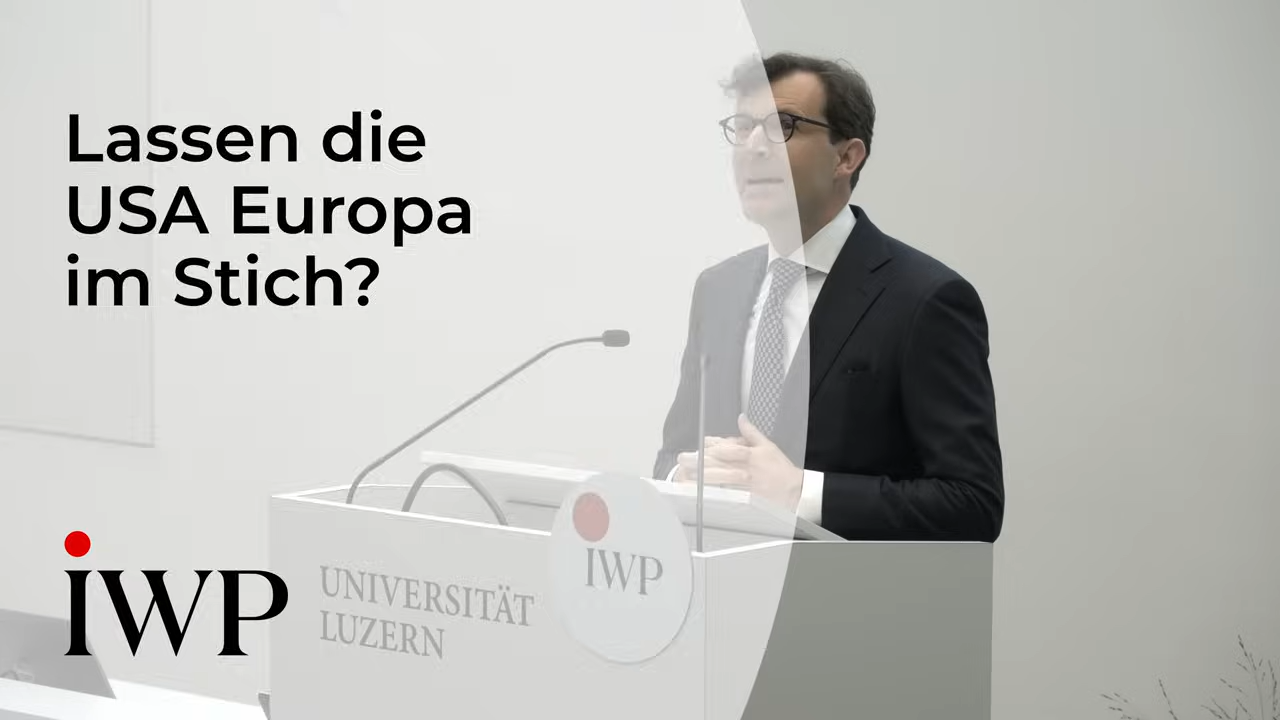 Lassen die
USA Europa
im Stich?
IWP
UNIVERSITÄT
LUZERN
IWP